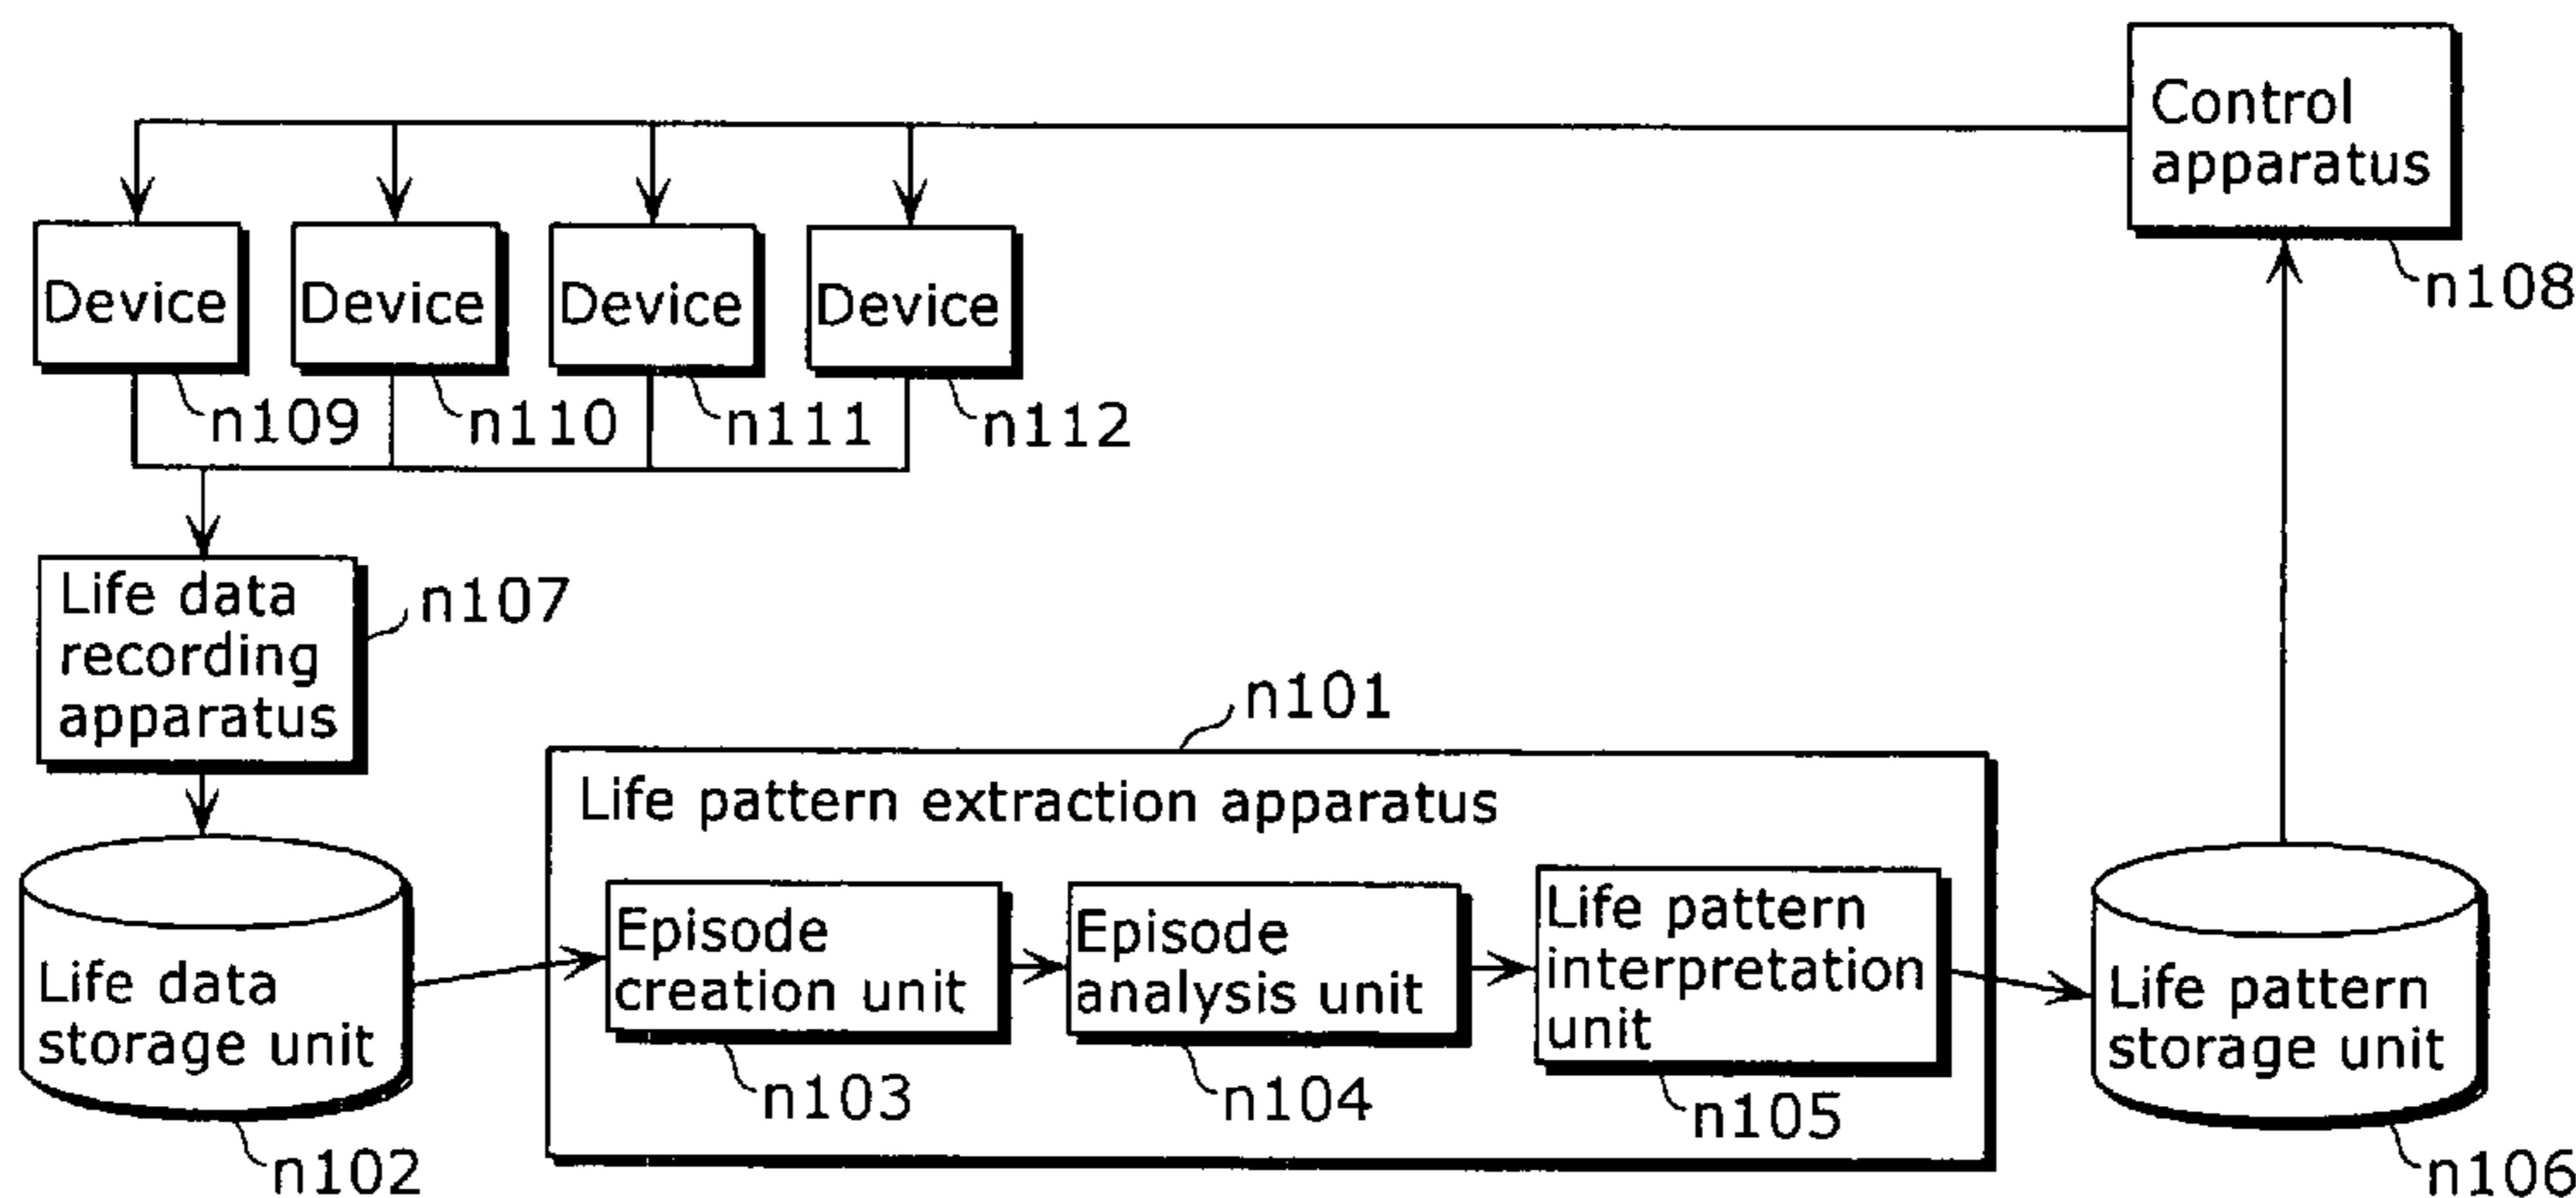 Control
apparatus
n108
Device
Device
Device
Device
n109
n110
n111
n112
Life data
recording
apparatus
n107
n101
Life pattern extraction apparatus
Life data
storage unit
n102
Episode
creation unit
n103
Episode
analysis unit
n104
Life pattern
interpretation
unit
n105
Life pattern
storage unit
n106